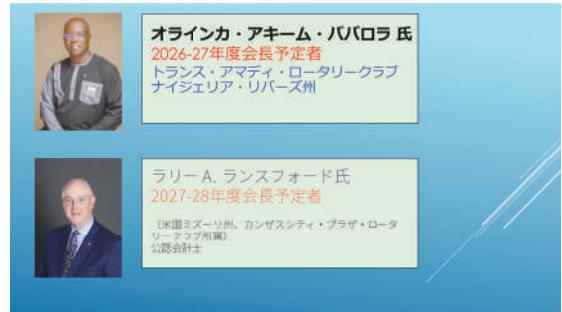 オラインカ・アキーム・ババロラ 氏
2026-27年度会長予定者
トランス・アマディ・ロータリークラブ
ナイジェリア・リバーズ州
ラリー A. ランスフォード氏
2027-28年度会長予定者
（米国ミズーリ州、カンザスシティ・プラザ・ロータ
リークラブ所属）
公認会計士